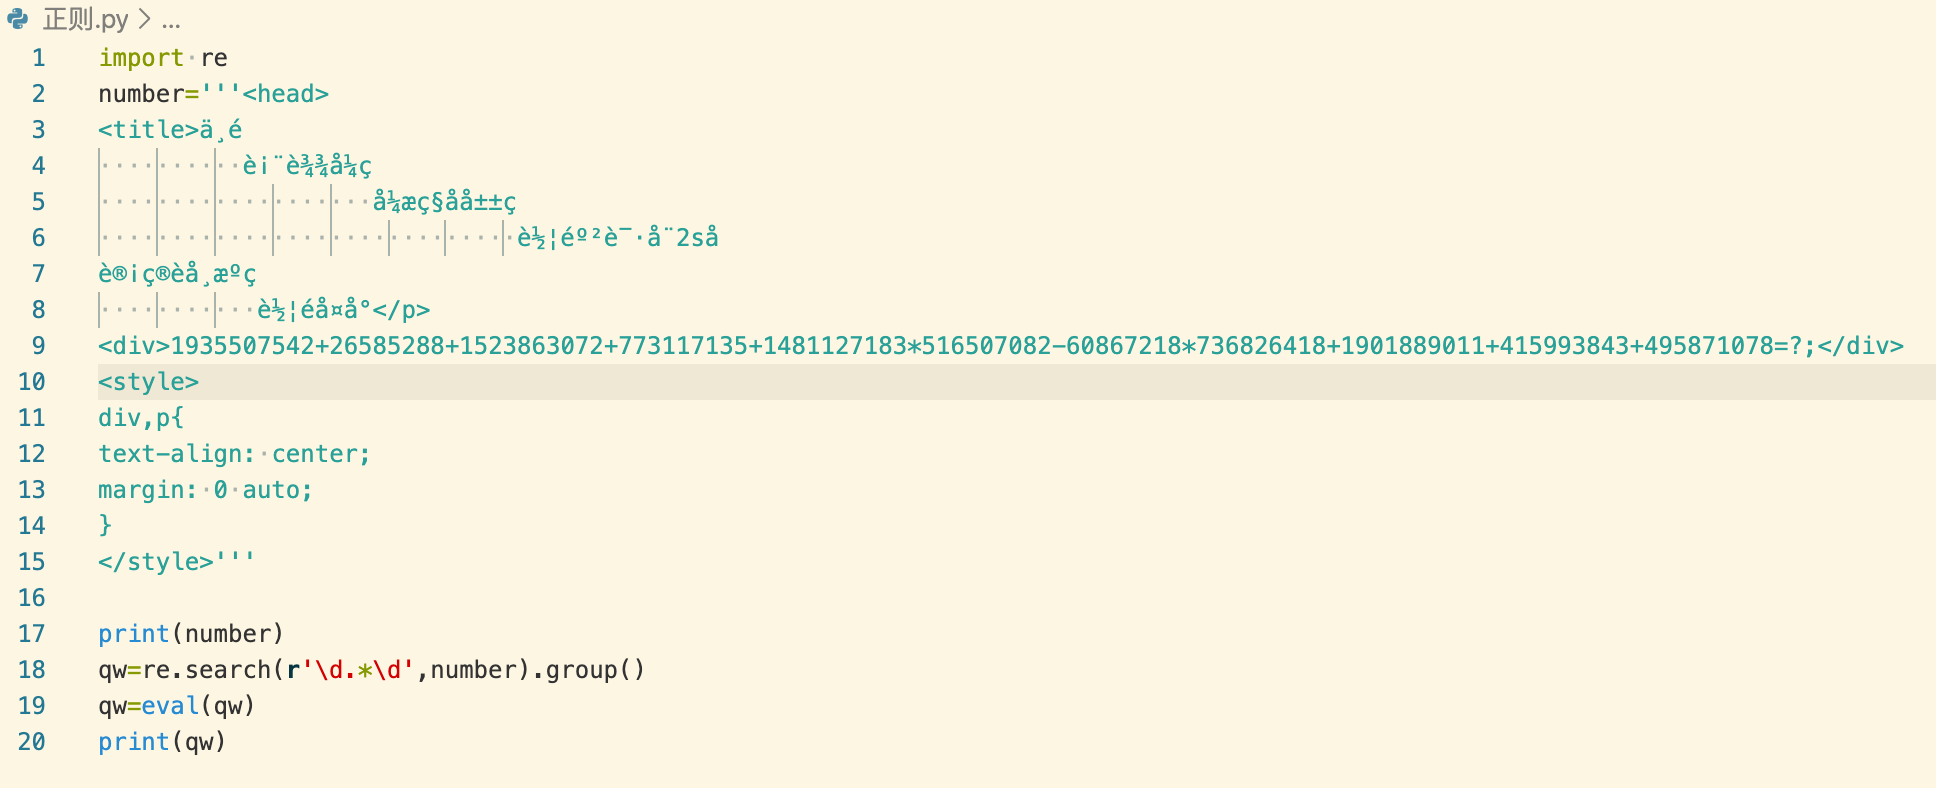 正则.py > ...
1 import re
2 number='''<head>
3 <title>ä¸é
4           è¡¨è¾¾å¼ç
5                    å¼æç§åå±±ç
6                              è½¦éº²è¯·å¨2så
7 è®¡ç®èå¸æºç
8            è½¦éå¤å°</p>
9 <div>1935507542+26585288+1523863072+773117135+1481127183*516507082-60867218*736826418+1901889011+415993843+495871078=?;</div>
10 <style>
11 div,p{
12 text-align: center;
13 margin: 0 auto;
14 }
15 </style>'''
16
17 print(number)
18 qw=re.search(r'\d.*\d',number).group()
19 qw=eval(qw)
20 print(qw)